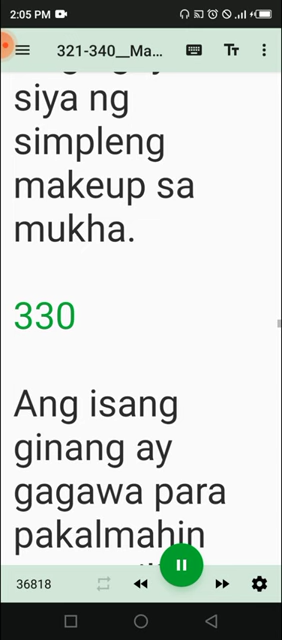 2:05 PM
321-340__Ma...
siya ng
simpleng
makeup sa
mukha.
330
Ang isang
ginang ay
gagawa para
pakalmahin
36818